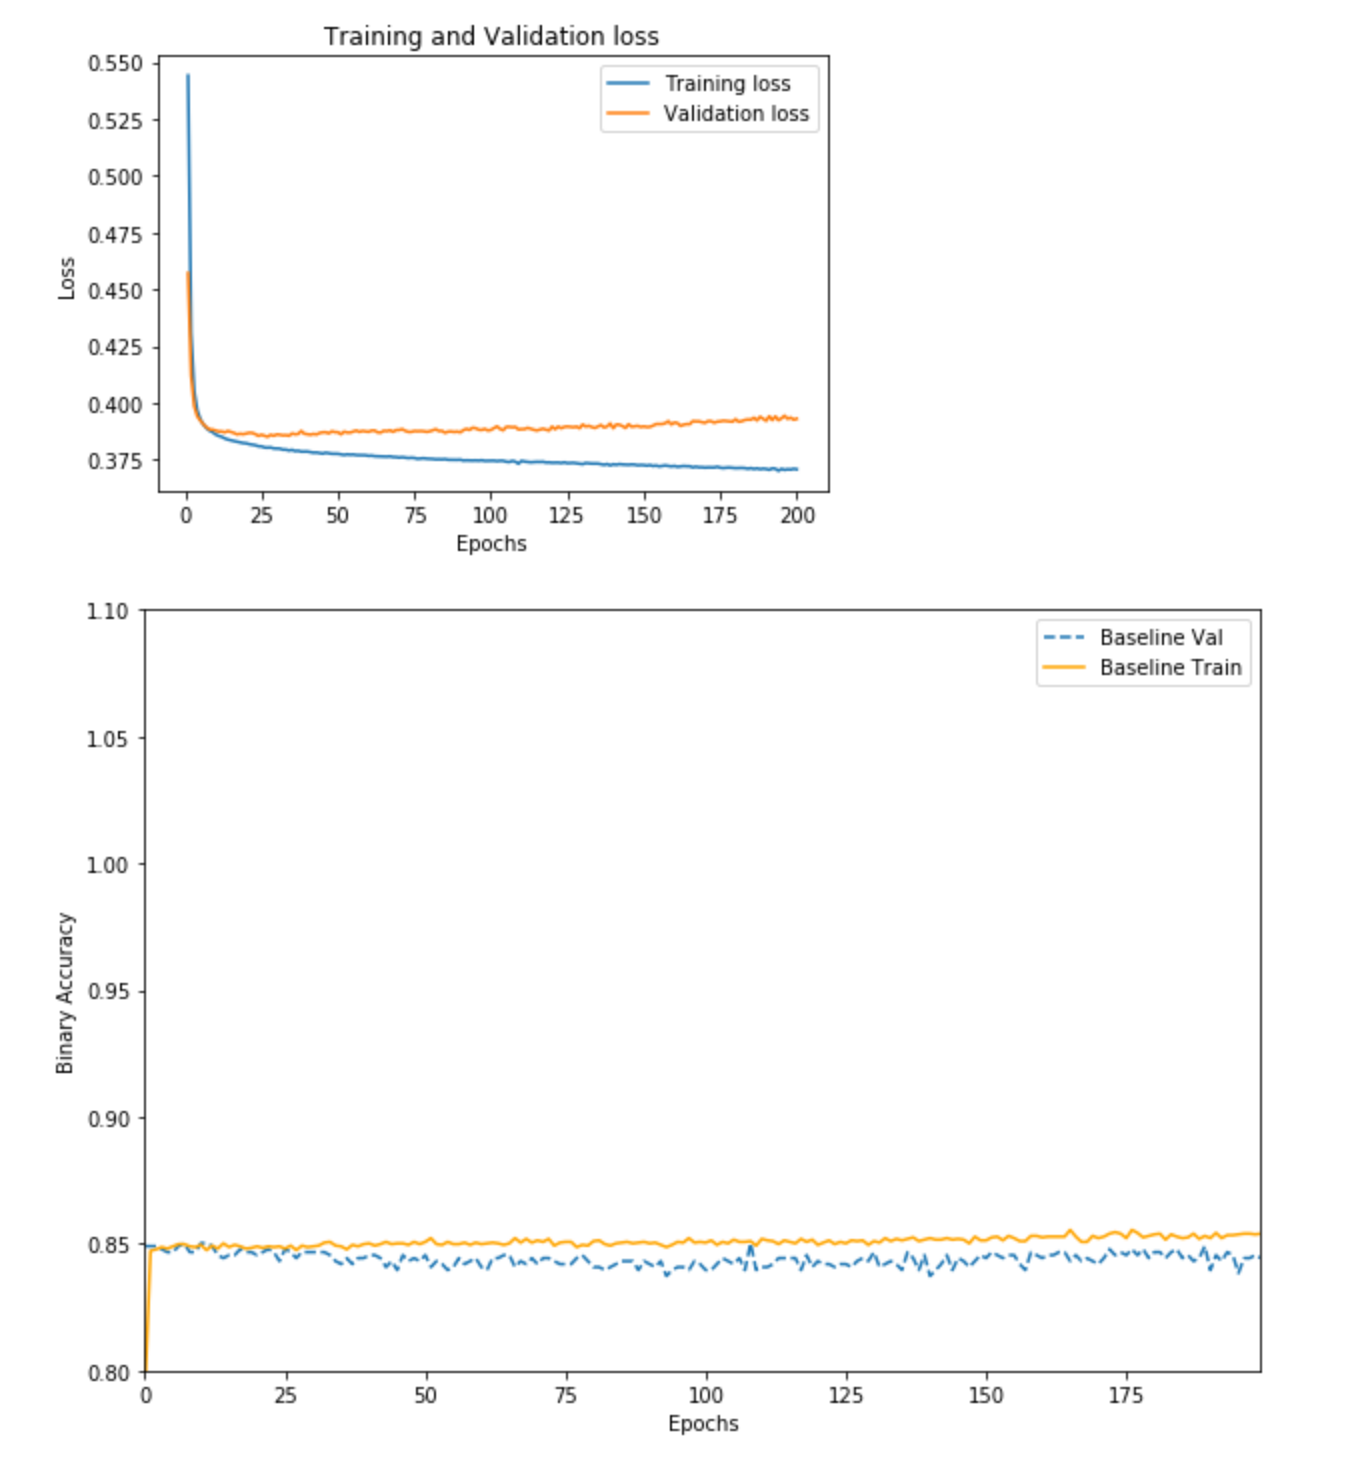 Training and Validation loss
0.550
0.525
0.500
0.475
0.450
0.425
0.400
0.375
Loss
Training loss
Validation loss
0 25 50 75 100 125 150 175 200
Epochs
1.10
1.05
1.00
0.95
0.90
0.85
0.80
Binary Accuracy
Baseline Val
Baseline Train
0 25 50 75 100 125 150 175
Epochs